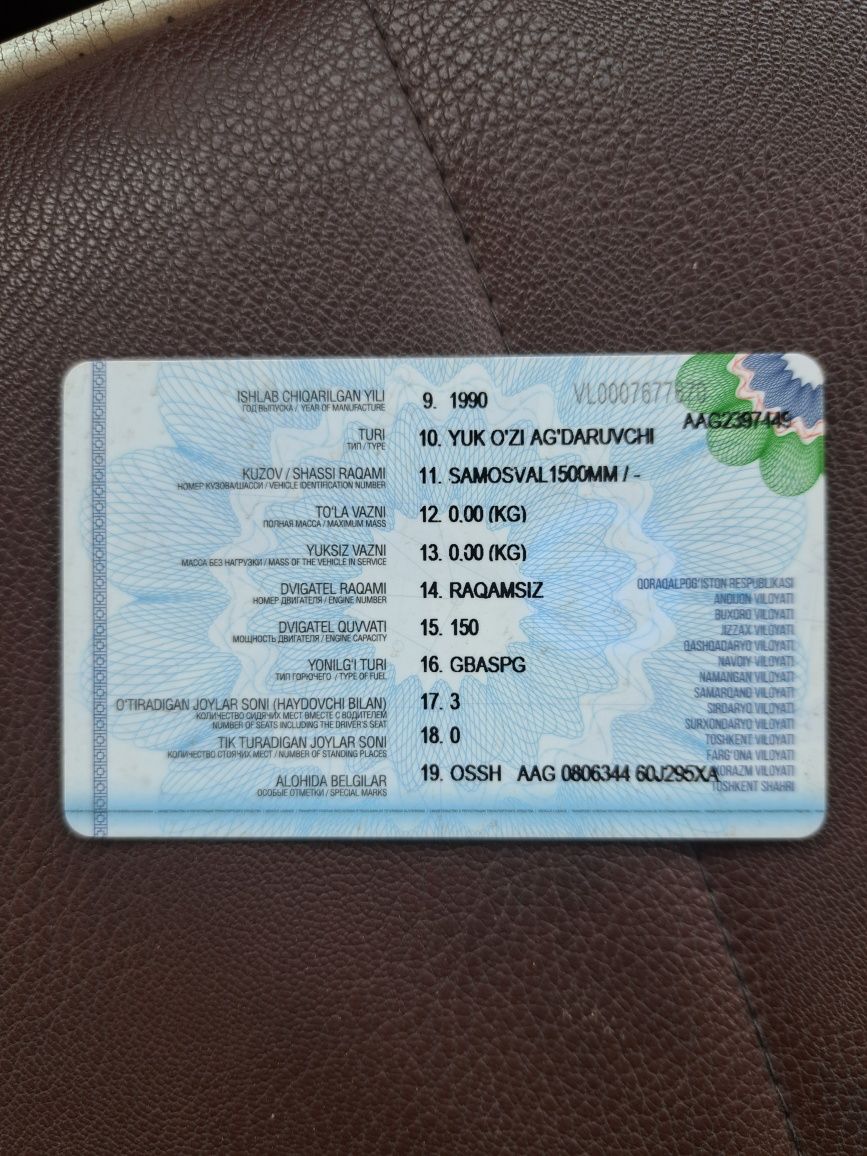 ISHLAB CHIQARILGAN YILI
ГОД ВЫПУСКА / YEAR OF MANUFACTURE
9. 1990
VL0007677620
AAG2397449
TURI
ТИП / TYPE
10. YUK O'ZI AG'DARUVCHI
KUZOV / SHASSI RAQAMI
НОМЕР КУЗОВА/ШАССИ / VEHICLE IDENTIFICATION NUMBER
11. SAMOSVAL1500MM / -
TO'LA VAZNI
ПОЛНАЯ МАССА / MAXIMUM MASS
12. 0.00 (KG)
YUKSIZ VAZNI
МАССА БЕЗ НАГРУЗКИ / MASS OF THE VEHICLE IN SERVICE
13. 0.00 (KG)
DVIGATEL RAQAMI
НОМЕР ДВИГАТЕЛЯ / ENGINE NUMBER
14. RAQAMSIZ
DVIGATEL QUVVATI
МОЩНОСТЬ ДВИГАТЕЛЯ / ENGINE CAPACITY
15. 150
YONILG'I TURI
ТИП ГОРЮЧЕГО / TYPE OF FUEL
16. GBASPG
O'TIRADIGAN JOYLAR SONI (HAYDOVCHI BILAN)
КОЛИЧЕСТВО СИДЯЧИХ МЕСТ ВМЕСТЕ С ВОДИТЕЛЕМ
NUMBER OF SEATS INCLUDING THE DRIVER'S SEAT
17. 3
TIK TURADIGAN JOYLAR SONI
КОЛИЧЕСТВО СТОЯЧИХ МЕСТ / NUMBER OF STANDING PLACES
18. 0
ALOHIDA BELGILAR
ОСОБЫЕ ОТМЕТКИ / SPECIAL MARKS
19. OSSH AAG 0806344 60J295XA
QORAQALPOG'ISTON RESPUBLIKASI
ANDIJON VILOYATI
BUXORO VILOYATI
JIZZAX VILOYATI
QASHQADARYO VILOYATI
NAVOIY VILOYATI
NAMANGAN VILOYATI
SAMARQAND VILOYATI
SIRDARYO VILOYATI
SURXONDARYO VILOYATI
TOSHKENT VILOYATI
FARG'ONA VILOYATI
XORAZM VILOYATI
TOSHKENT SHAHRI